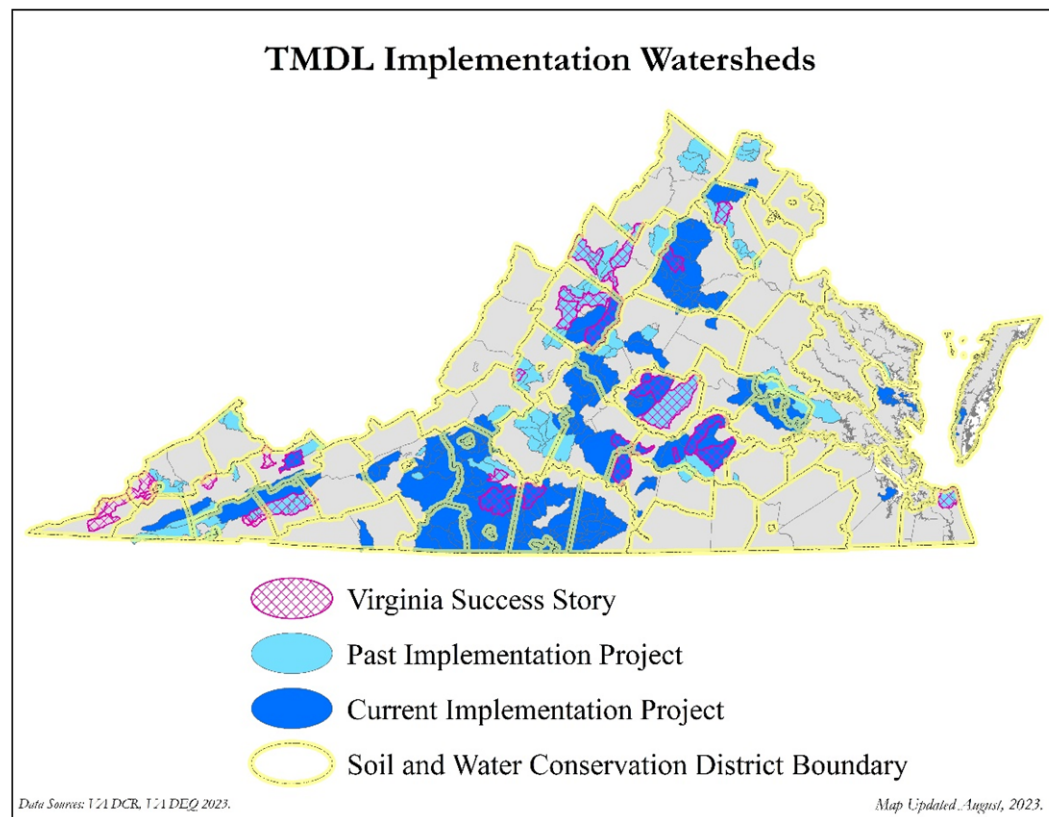 TMDL Implementation Watersheds
Virginia Success Story
Past Implementation Project
Current Implementation Project
Soil and Water Conservation District Boundary
Data Sources: VA DCR, VA DEQ 2023.
Map Updated August, 2023.